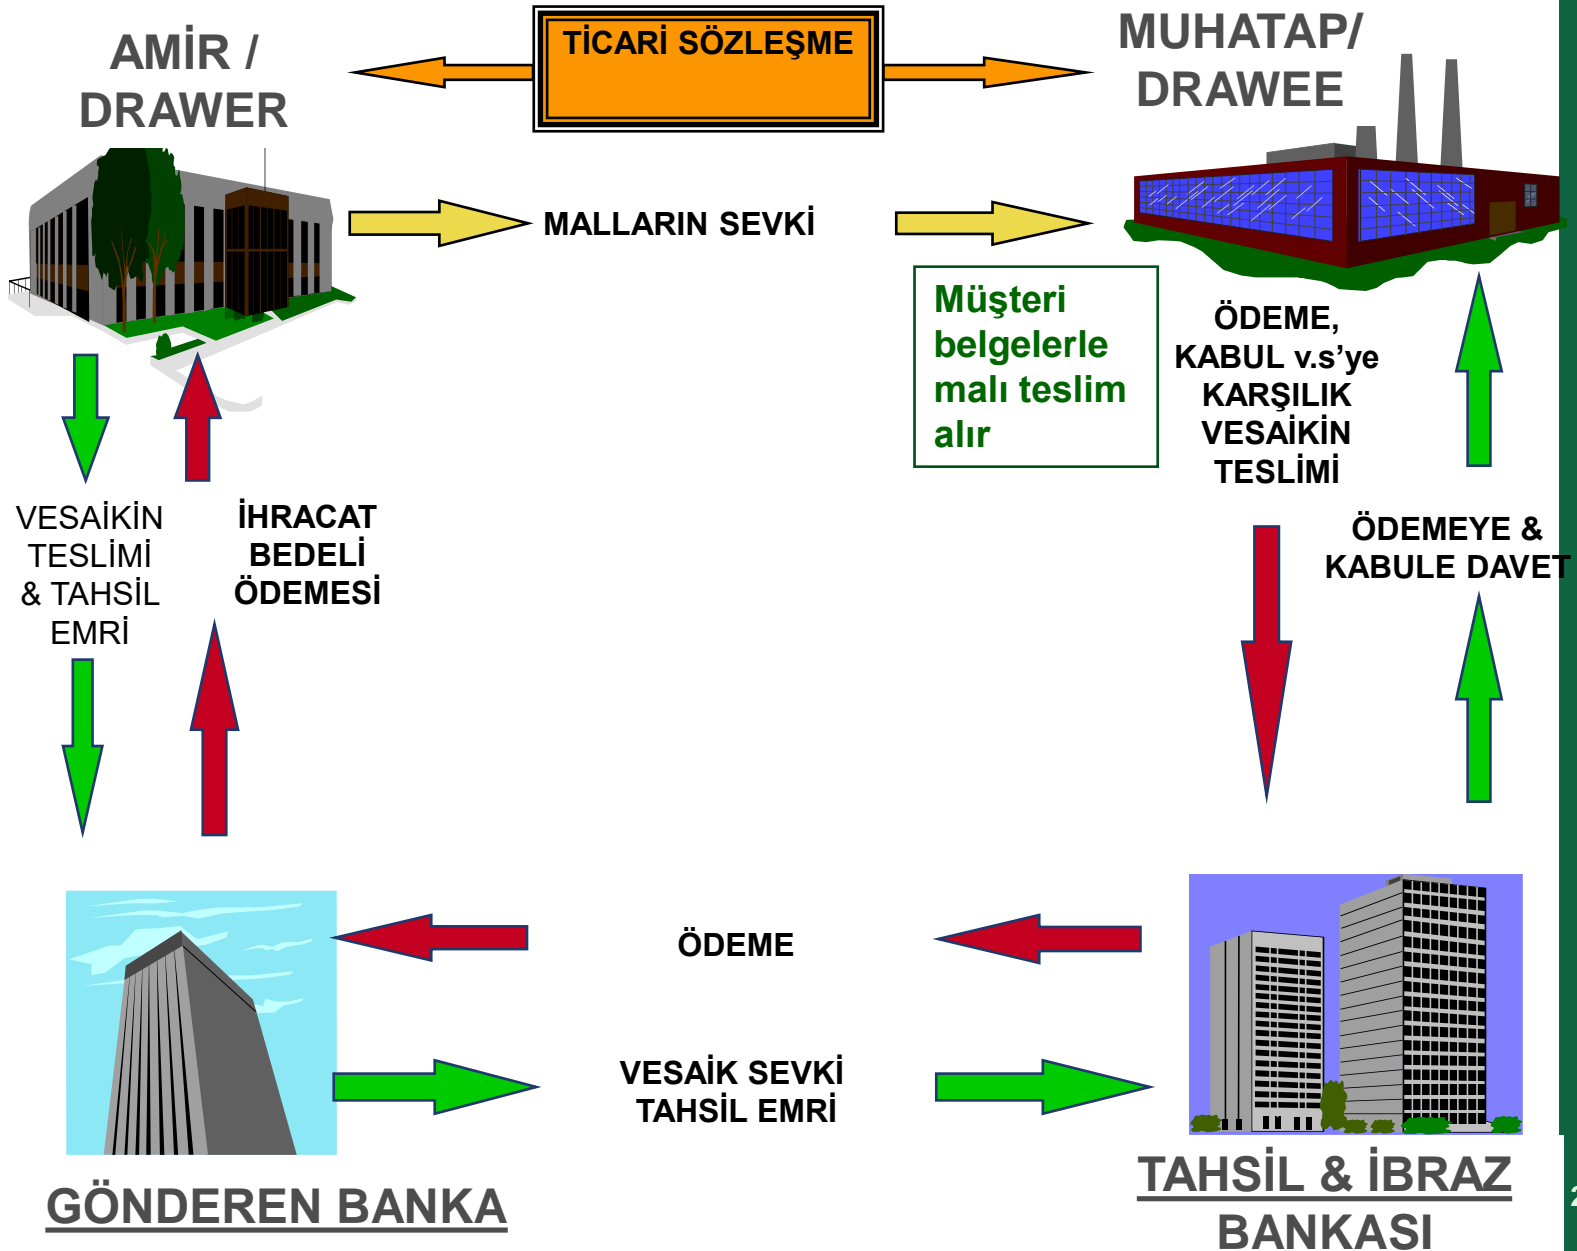 AMİR /
DRAWER
TİCARİ SÖZLEŞME
MUHATAP/
DRAWEE
MALLARIN SEVKİ
Müşteri
belgelerle
malı teslim
alır
ÖDEME,
KABUL v.s’ye
KARŞILIK
VESAİKİN
TESLİMİ
VESAİKİN
TESLİMİ
& TAHSİL
EMRİ
İHRACAT
BEDELİ
ÖDEMESİ
ÖDEMEYE &
KABULE DAVET
ÖDEME
VESAİK SEVKİ
TAHSİL EMRİ
GÖNDEREN BANKA
TAHSİL & İBRAZ
BANKASI